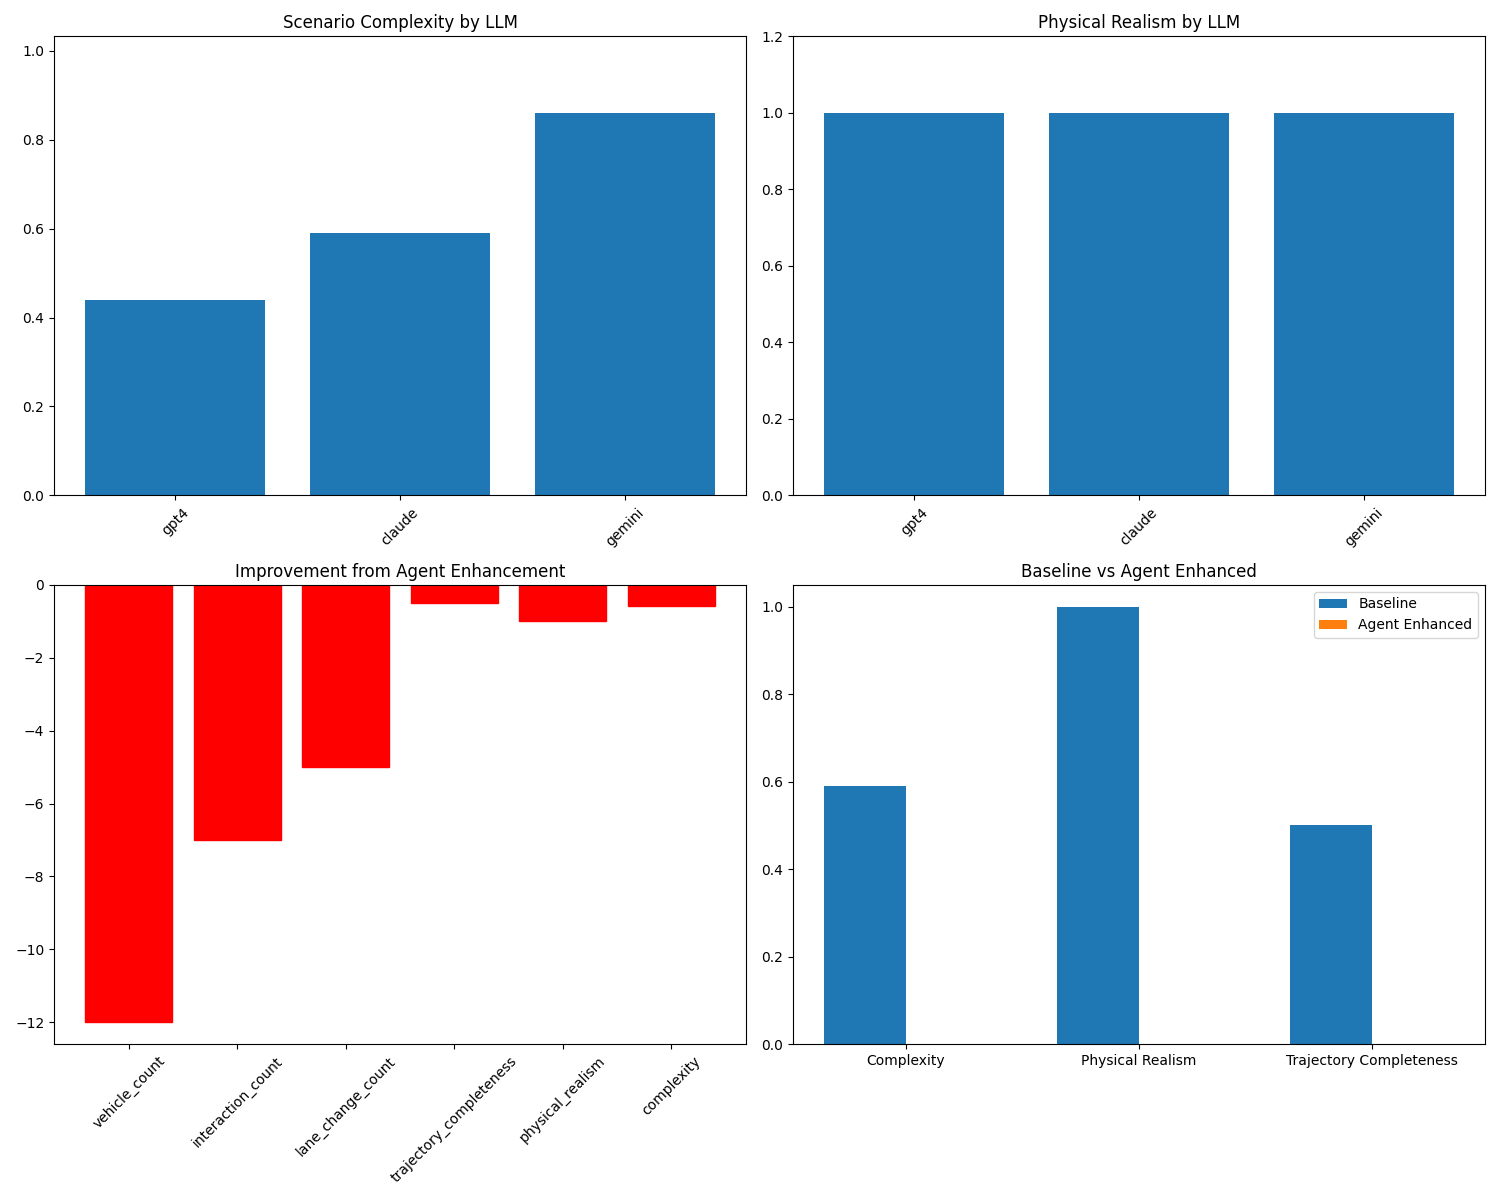 Scenario Complexity by LLM
1.0
0.8
0.6
0.4
0.2
0.0
gpt4
claude
gemini
Physical Realism by LLM
1.2
1.0
0.8
0.6
0.4
0.2
0.0
gpt4
claude
gemini
Improvement from Agent Enhancement
0
−2
−4
−6
−8
−10
−12
vehicle_count
interaction_count
lane_change_count
trajectory_completeness
physical_realism
complexity
Baseline vs Agent Enhanced
Baseline
Agent Enhanced
1.0
0.8
0.6
0.4
0.2
0.0
Complexity
Physical Realism
Trajectory Completeness